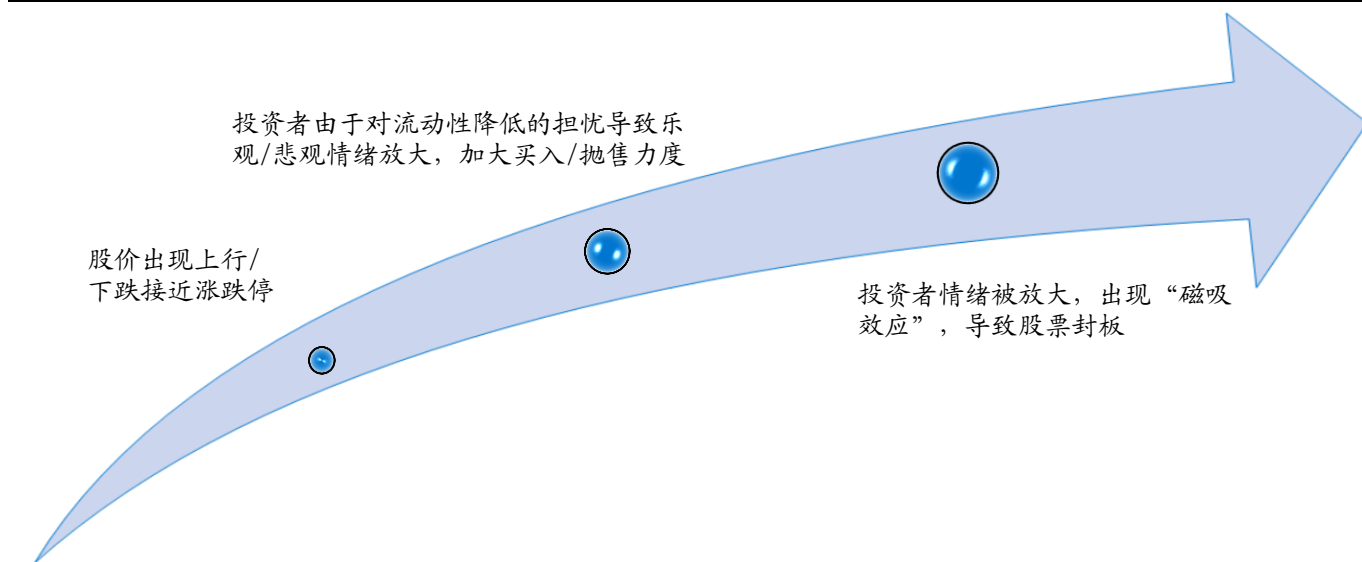 投资者由于对流动性降低的担忧导致乐
观/悲观情绪放大，加大买入/抛售力度
股价出现上行/
下跌接近涨跌停
投资者情绪被放大，出现“磁吸
效应”，导致股票封板